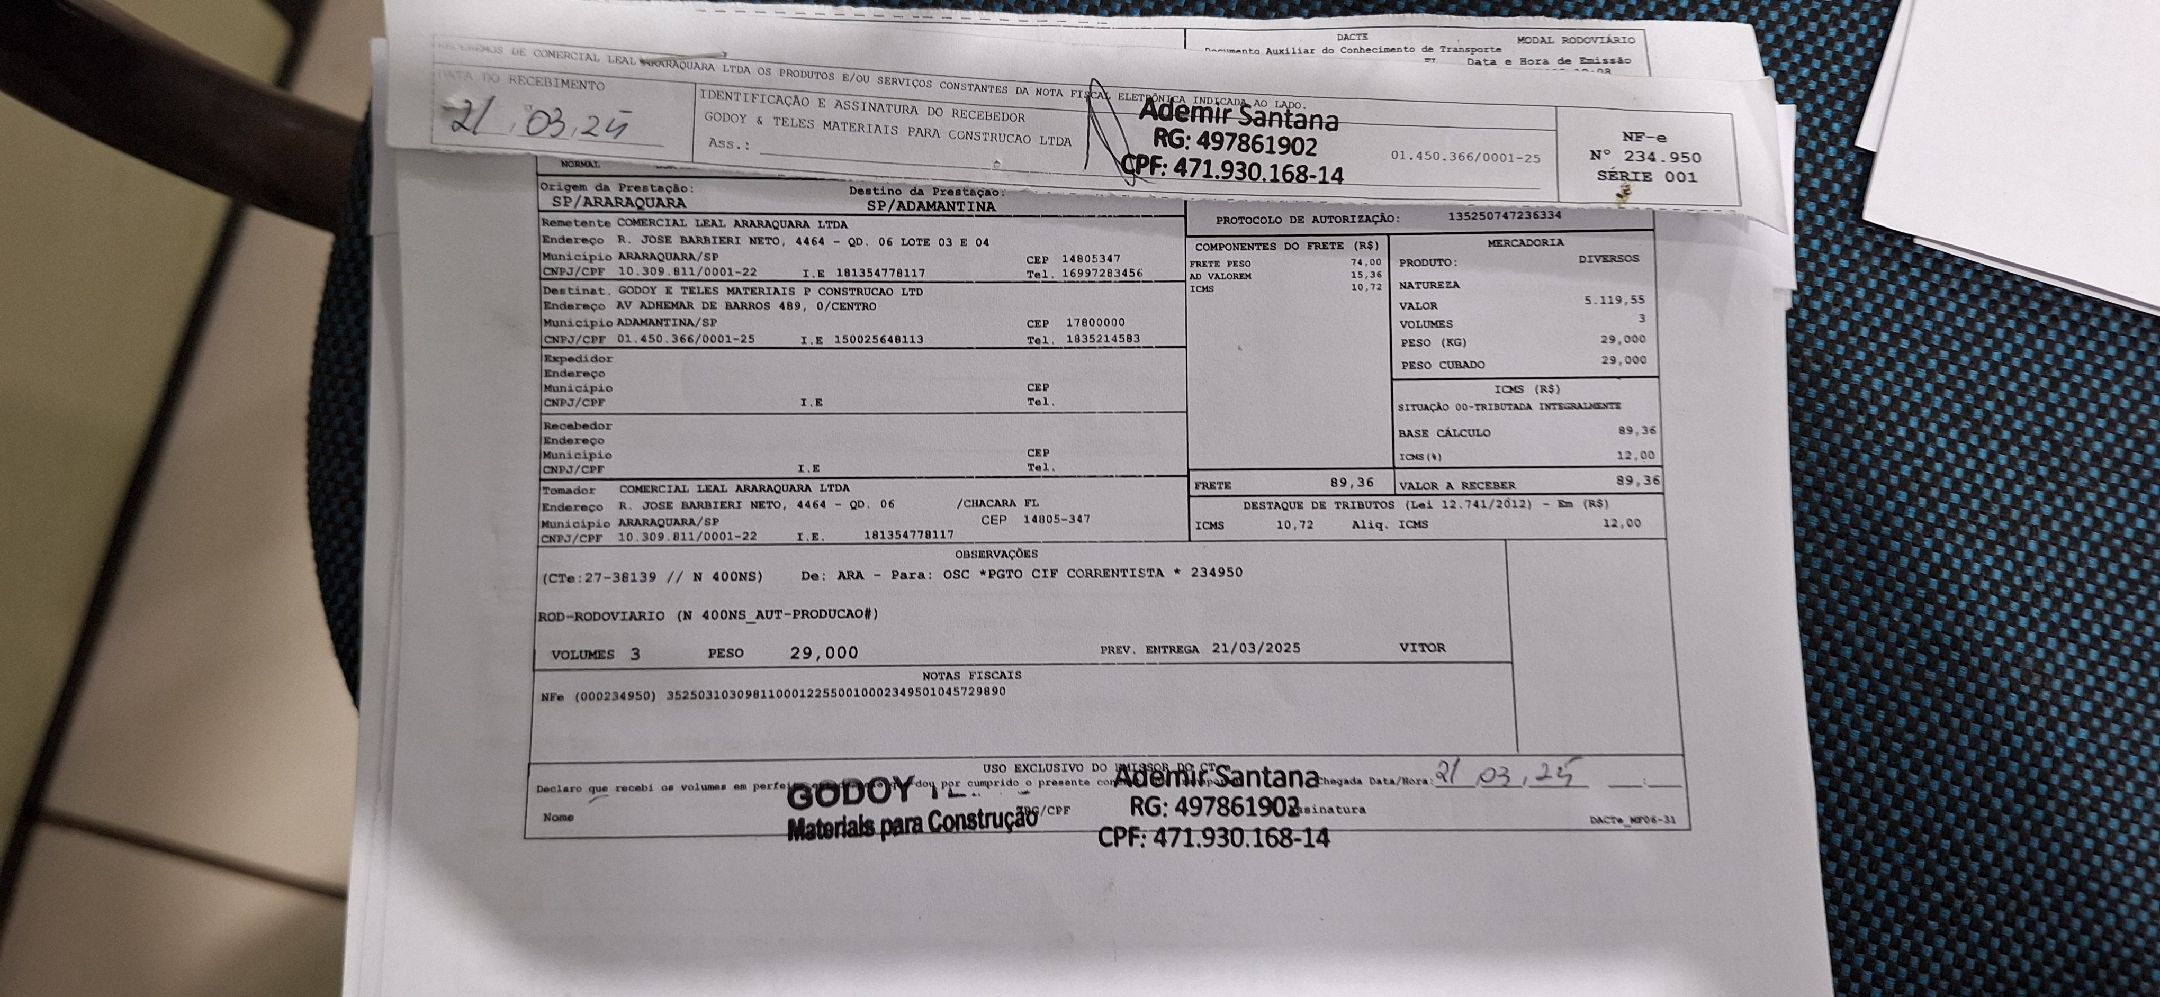 DACTE
MODAL RODOVIÁRIO
Documento Auxiliar do Conhecimento de Transporte
Data e Hora de Emissão
DE COMERCIAL LEAL ARARAQUARA LTDA OS PRODUTOS E/OU SERVIÇOS CONSTANTES DA NOTA FISCAL ELETRÔNICA INDICADA AO LADO.
DATA DO RECEBIMENTO
21 03 25
IDENTIFICAÇÃO E ASSINATURA DO RECEBEDOR
GODOY & TELES MATERIAIS PARA CONSTRUCAO LTDA
Ass.:
Ademir Santana
RG: 497861902
CPF: 471.930.168-14
01.450.366/0001-25
NF-e
Nº 234.950
SÉRIE 001
NORMAL
Origem da Prestação: Destino da Prestação:
SP/ARARAQUARA SP/ADAMANTINA
PROTOCOLO DE AUTORIZAÇÃO: 135250747236334
Remetente COMERCIAL LEAL ARARAQUARA LTDA
Endereço R. JOSE BARBIERI NETO, 4464 - QD. 06 LOTE 03 E 04
Município ARARAQUARA/SP CEP 14805347
CNPJ/CPF 10.309.811/0001-22 I.E 181354778117 Tel. 16997283456
Destinat. GODOY E TELES MATERIAIS P CONSTRUCAO LTD
Endereço AV ADHEMAR DE BARROS 489, 0/CENTRO
Município ADAMANTINA/SP CEP 17800000
CNPJ/CPF 01.450.366/0001-25 I.E 150025648113 Tel. 1835214583
Expedidor
Endereço
Município CEP
CNPJ/CPF I.E Tel.
Recebedor
Endereço
Município CEP
CNPJ/CPF I.E Tel.
Tomador COMERCIAL LEAL ARARAQUARA LTDA
Endereço R. JOSE BARBIERI NETO, 4464 - QD. 06 /CHACARA FL
Município ARARAQUARA/SP CEP 14805-347
CNPJ/CPF 10.309.811/0001-22 I.E. 181354778117
COMPONENTES DO FRETE (R$)
FRETE PESO 74,00
AD VALOREM 15,36
ICMS 10,72
MERCADORIA
PRODUTO: DIVERSOS
NATUREZA
VALOR 5.119,55
VOLUMES 3
PESO (KG) 29,000
PESO CUBADO 29,000
ICMS (R$)
SITUAÇÃO 00-TRIBUTADA INTEGRALMENTE
BASE CÁLCULO 89,36
ICMS(%) 12,00
FRETE 89,36 VALOR A RECEBER 89,36
DESTAQUE DE TRIBUTOS (Lei 12.741/2012) - Em (R$)
ICMS 10,72 Aliq. ICMS 12,00
OBSERVAÇÕES
(CTe:27-38139 // N 400NS) De: ARA - Para: OSC *PGTO CIF CORRENTISTA * 234950
ROD-RODOVIARIO (N 400NS_AUT-PRODUCAO#)
VOLUMES 3 PESO 29,000 PREV. ENTREGA 21/03/2025 VITOR
NOTAS FISCAIS
NFe (000234950) 35250310309811000122550010002349501045729890
USO EXCLUSIVO DO EMISSOR DO CT
Declaro que recebi os volumes em dou por cumprido o presente Chegada Data/Hora: 21 03 25
Nome RG/CPF Assinatura
GODOY
Materiais para Construção
Ademir Santana
RG: 497861902
CPF: 471.930.168-14
DACTe_NF06-31